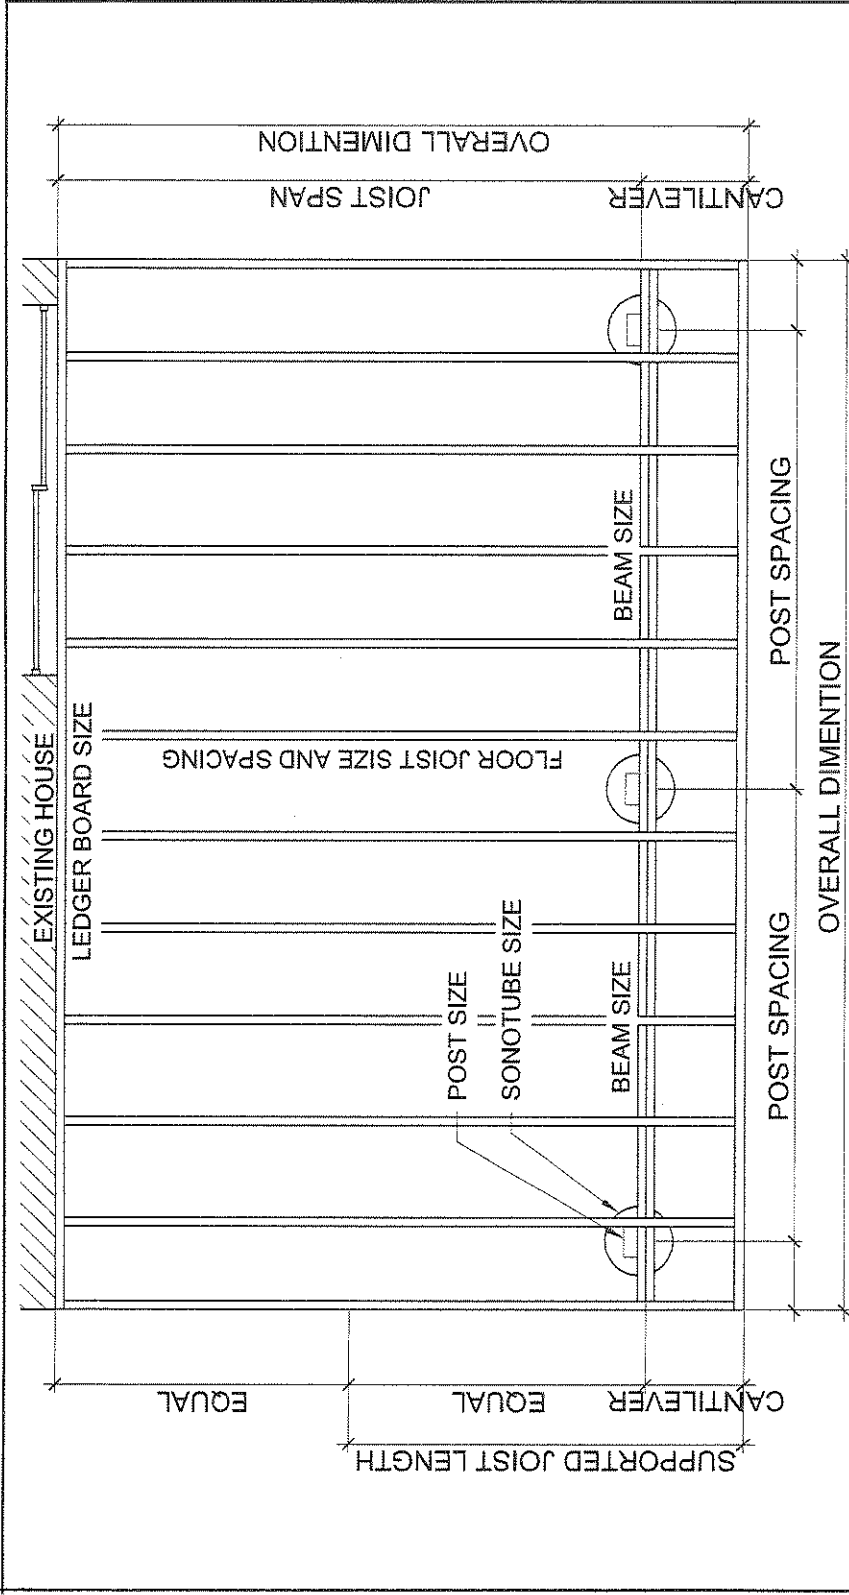 EXISTING HOUSE
LEDGER BOARD SIZE
FLOOR JOIST SIZE AND SPACING
POST SIZE
SONOTUBE SIZE
BEAM SIZE
BEAM SIZE
POST SPACING
POST SPACING
OVERALL DIMENTION
EQUAL
EQUAL
CANTILEVER
SUPPORTED JOIST LENGTH
JOIST SPAN
CANTILEVER
OVERALL DIMENTION